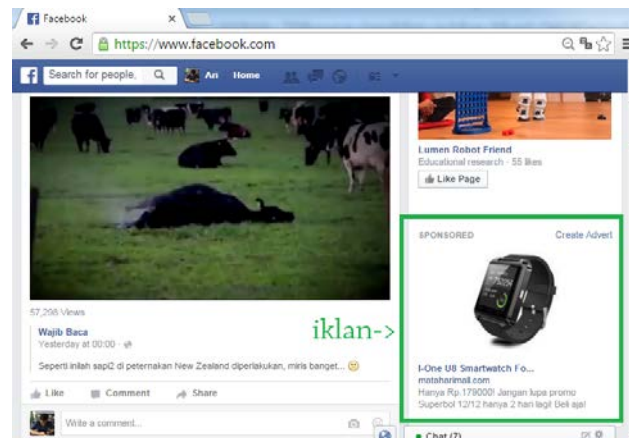 Facebook
https://www.facebook.com
Search for people,
Ari
Home
57,298 Views
Wajib Baca
Yesterday at 00:00
Seperti inilah sapi2 di peternakan New Zealand diperlakukan, miris banget...
Like
Comment
Share
Write a comment...
iklan->
Lumen Robot Friend
Educational research · 55 likes
Like Page
SPONSORED
Create Advert
I-One U8 Smartwatch Fo...
mataharimall.com
Hanya Rp.179000! Jangan lupa promo
Superbol 12/12 hanya 2 hari lagi! Beli aja!
Chat (7)